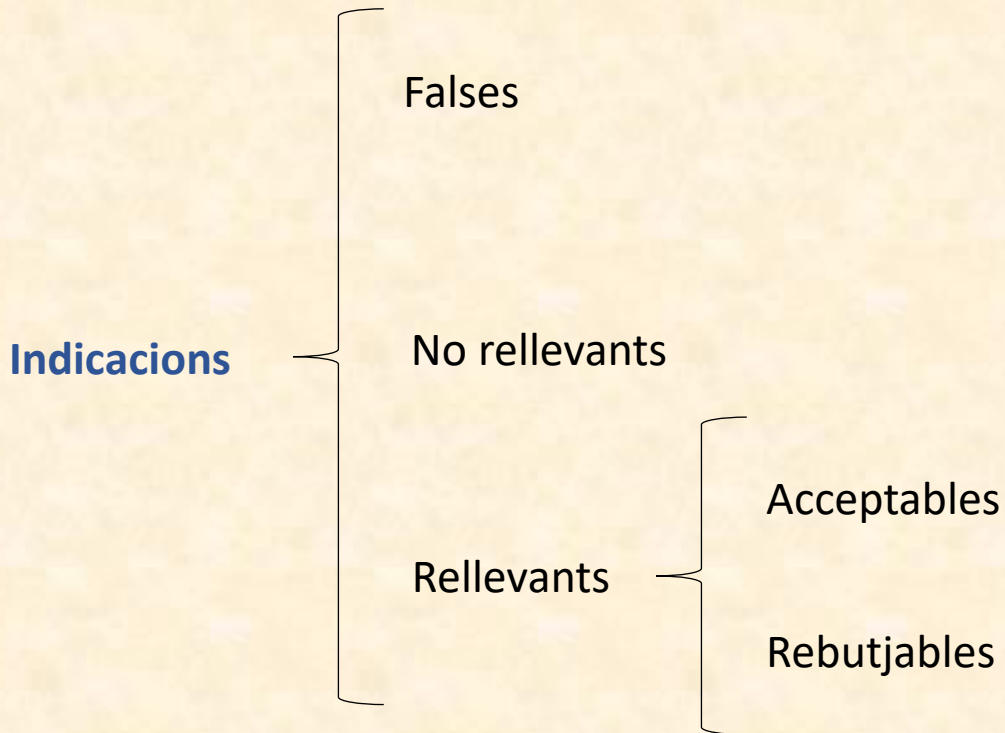 Falses
Indicacions
No rellevants
Rellevants
Acceptables
Rebutjables